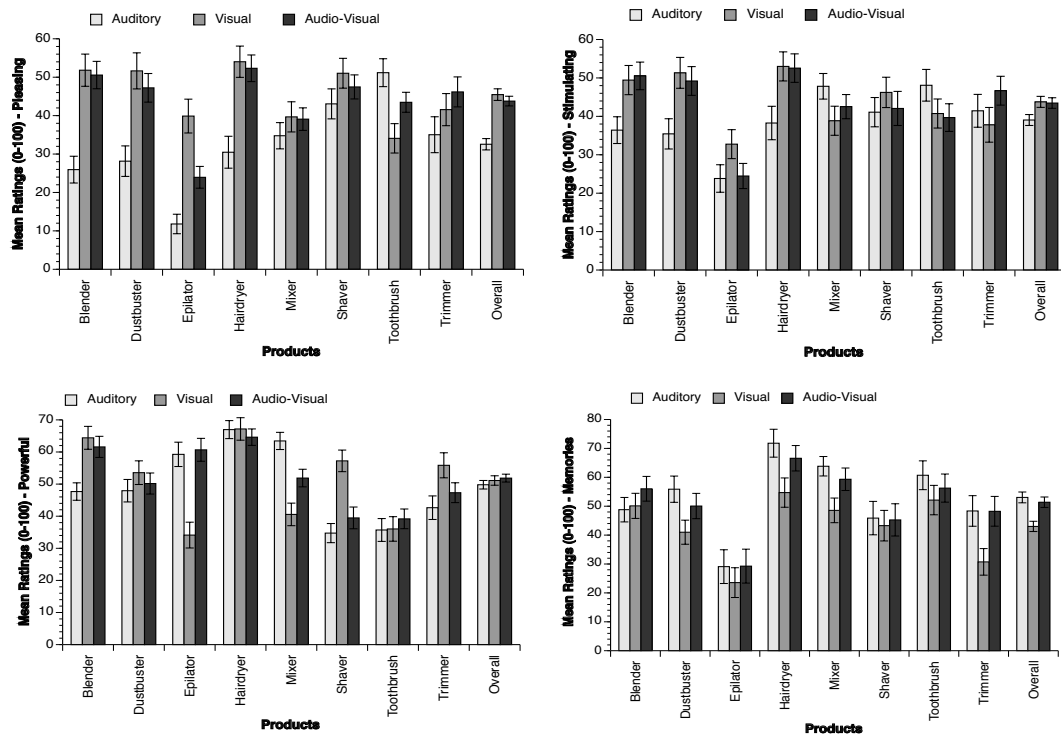 Auditory Visual Audio-Visual
Mean Ratings (0-100) - Pleasing
60
50
40
30
20
10
0
Blender
Dustbuster
Epilator
Hairdryer
Mixer
Shaver
Toothbrush
Trimmer
Overall
Products
Auditory Visual Audio-Visual
Mean Ratings (0-100) - Stimulating
60
50
40
30
20
10
0
Blender
Dustbuster
Epilator
Hairdryer
Mixer
Shaver
Toothbrush
Trimmer
Overall
Products
Auditory Visual Audio-Visual
Mean Ratings (0-100) - Powerful
70
60
50
40
30
20
10
0
Blender
Dustbuster
Epilator
Hairdryer
Mixer
Shaver
Toothbrush
Trimmer
Overall
Products
Auditory Visual Audio-Visual
Mean Ratings (0-100) - Memories
80
70
60
50
40
30
20
10
0
Blender
Dustbuster
Epilator
Hairdryer
Mixer
Shaver
Toothbrush
Trimmer
Overall
Products